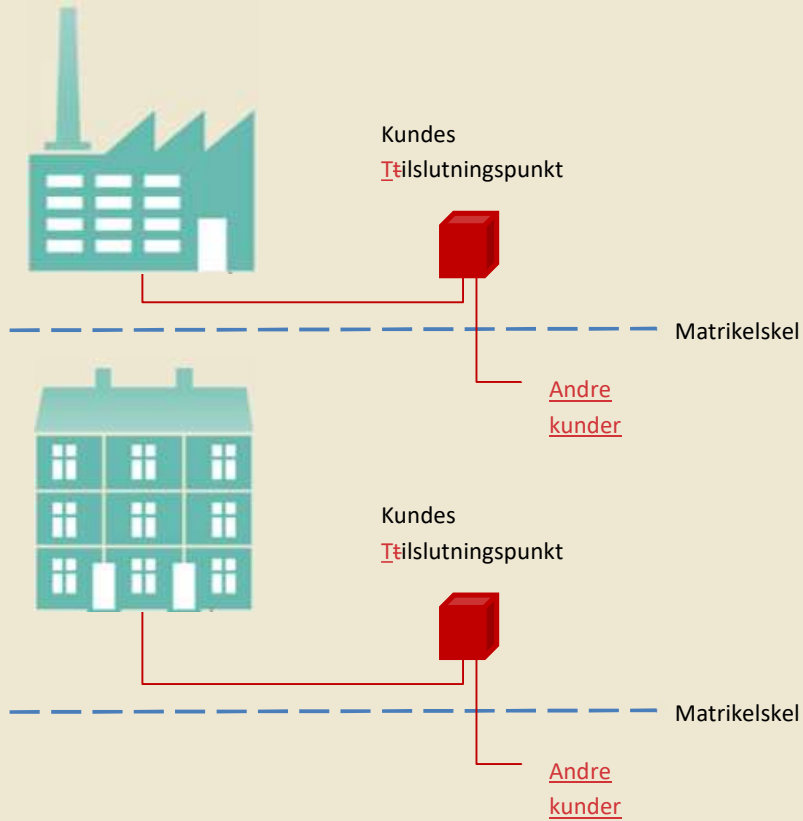 Kundes
Ttilslutningspunkt
Matrikelskel
Andre
kunder
Kundes
Ttilslutningspunkt
Matrikelskel
Andre
kunder